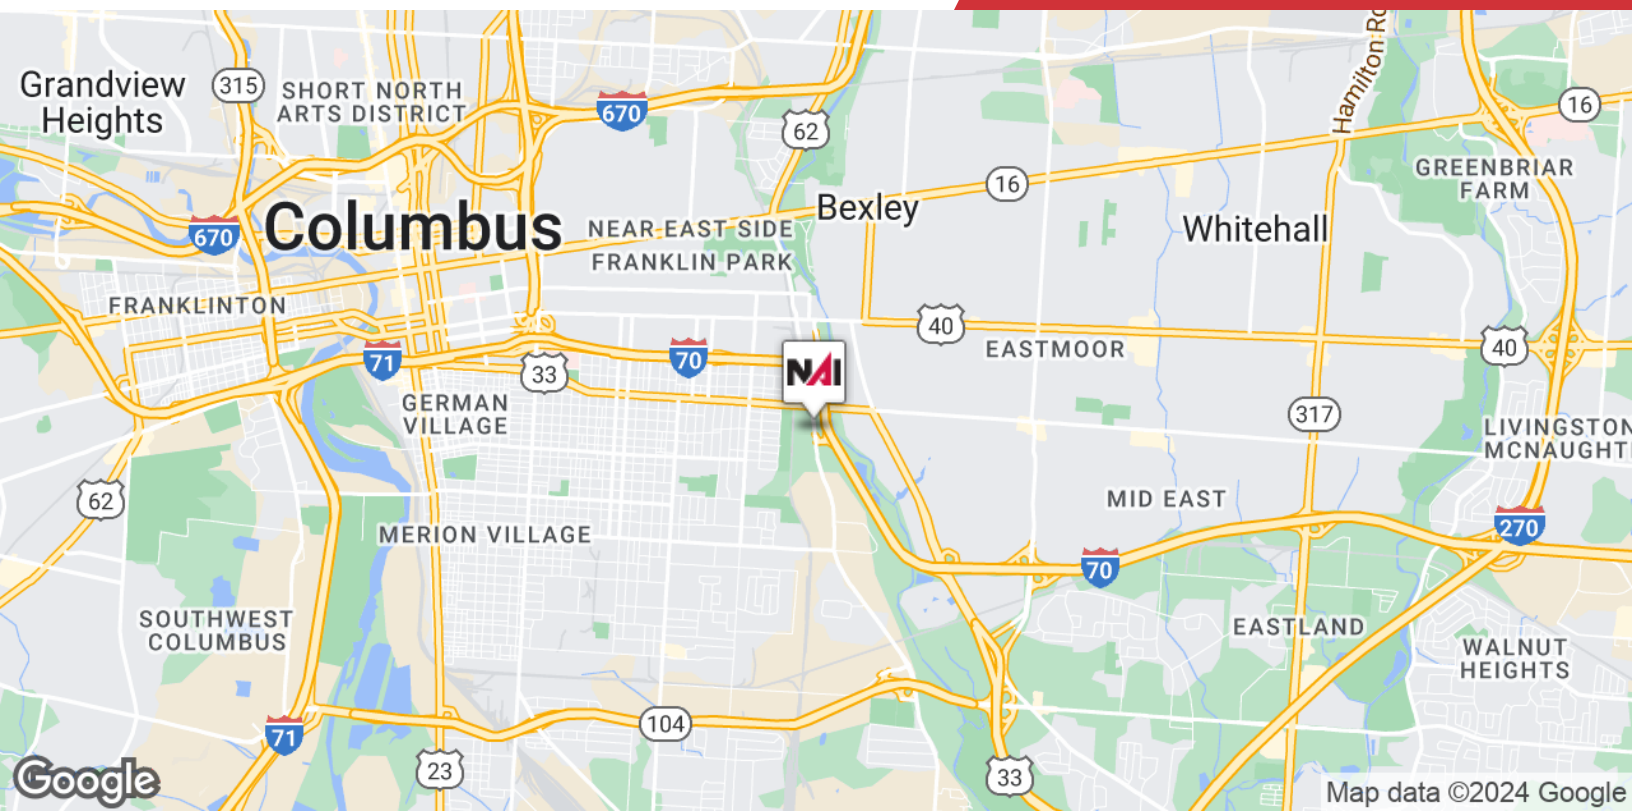 Grandview
Heights
315
SHORT NORTH
ARTS DISTRICT
670
62
Hamilton Ro
16
16
GREENBRIAR
FARM
670
Columbus
NEAR EAST SIDE
FRANKLIN PARK
Bexley
Whitehall
FRANKLINTON
71
33
70
NAI
40
EASTMOOR
40
GERMAN
VILLAGE
317
LIVINGSTON
MCNAUGHT
62
MERION VILLAGE
MID EAST
270
70
SOUTHWEST
COLUMBUS
EASTLAND
WALNUT
HEIGHTS
71
104
23
33
Google
Map data ©2024 Google